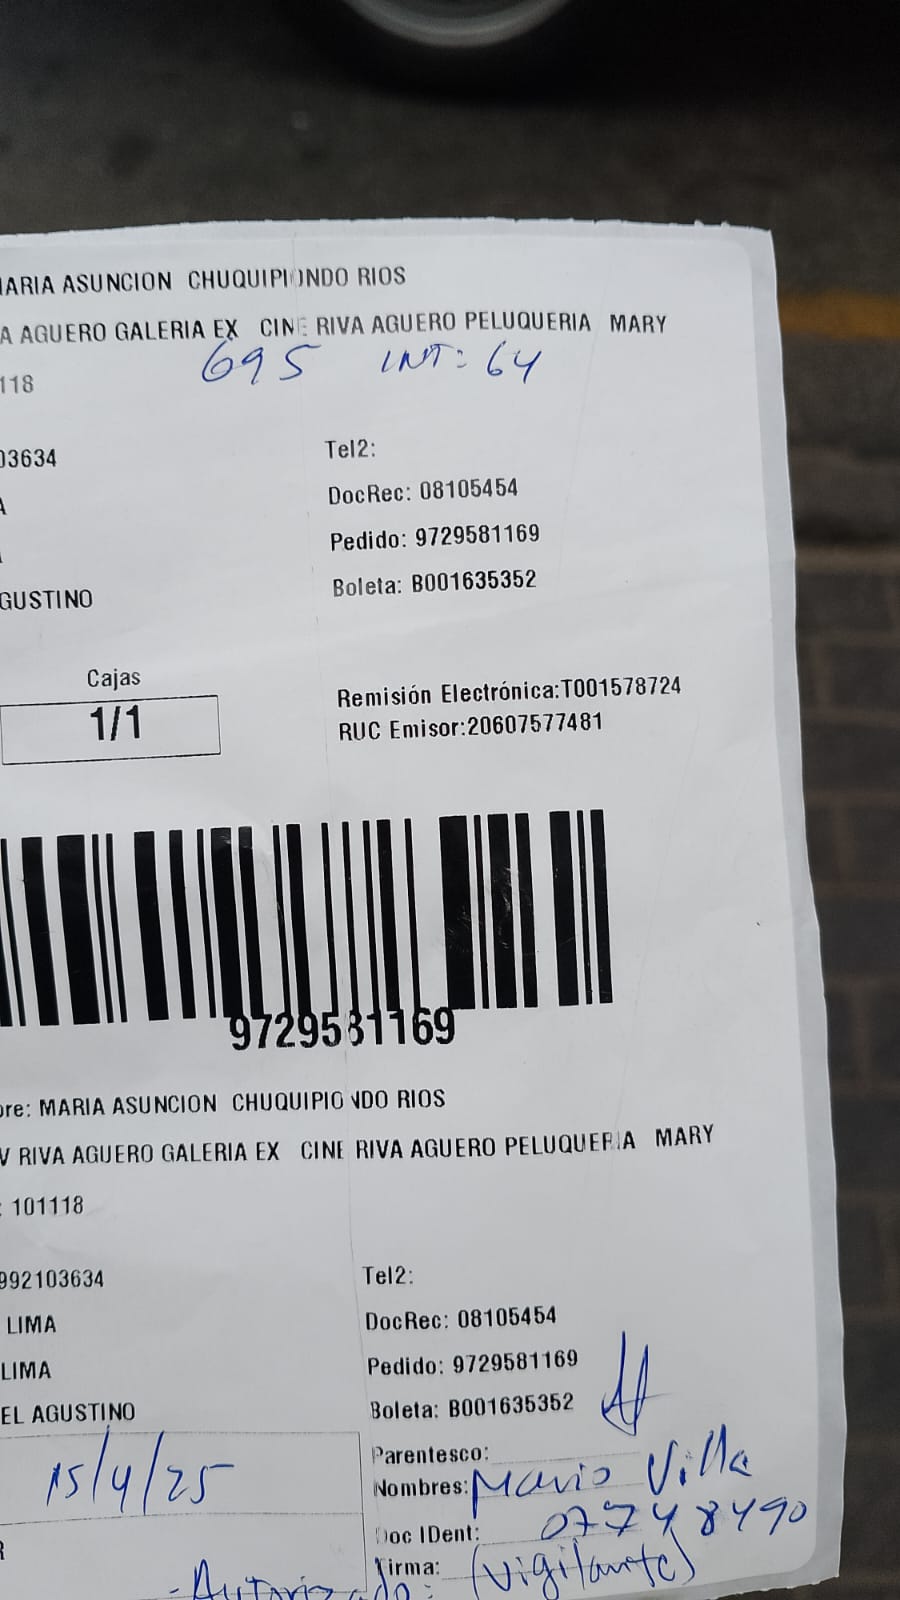 MARIA ASUNCION CHUQUIPIONDO RIOS
A AGUERO GALERIA EX CINE RIVA AGUERO PELUQUERIA MARY
695 INT: 64
118
03634
Tel2:
A
DocRec: 08105454
Pedido: 9729581169
GUSTINO
Boleta: B001635352
Cajas
1/1
Remisión Electrónica:T001578724
RUC Emisor:20607577481
9729581169
bre: MARIA ASUNCION CHUQUIPIONDO RIOS
V RIVA AGUERO GALERIA EX CINE RIVA AGUERO PELUQUERIA MARY
: 101118
992103634
Tel2:
LIMA
DocRec: 08105454
LIMA
Pedido: 9729581169
EL AGUSTINO
Boleta: B001635352
15/4/25
Parentesco:
Nombres: Mario Villa
Doc IDent: 07748490
R
Firma: (Vigilante)
- Autorizado: